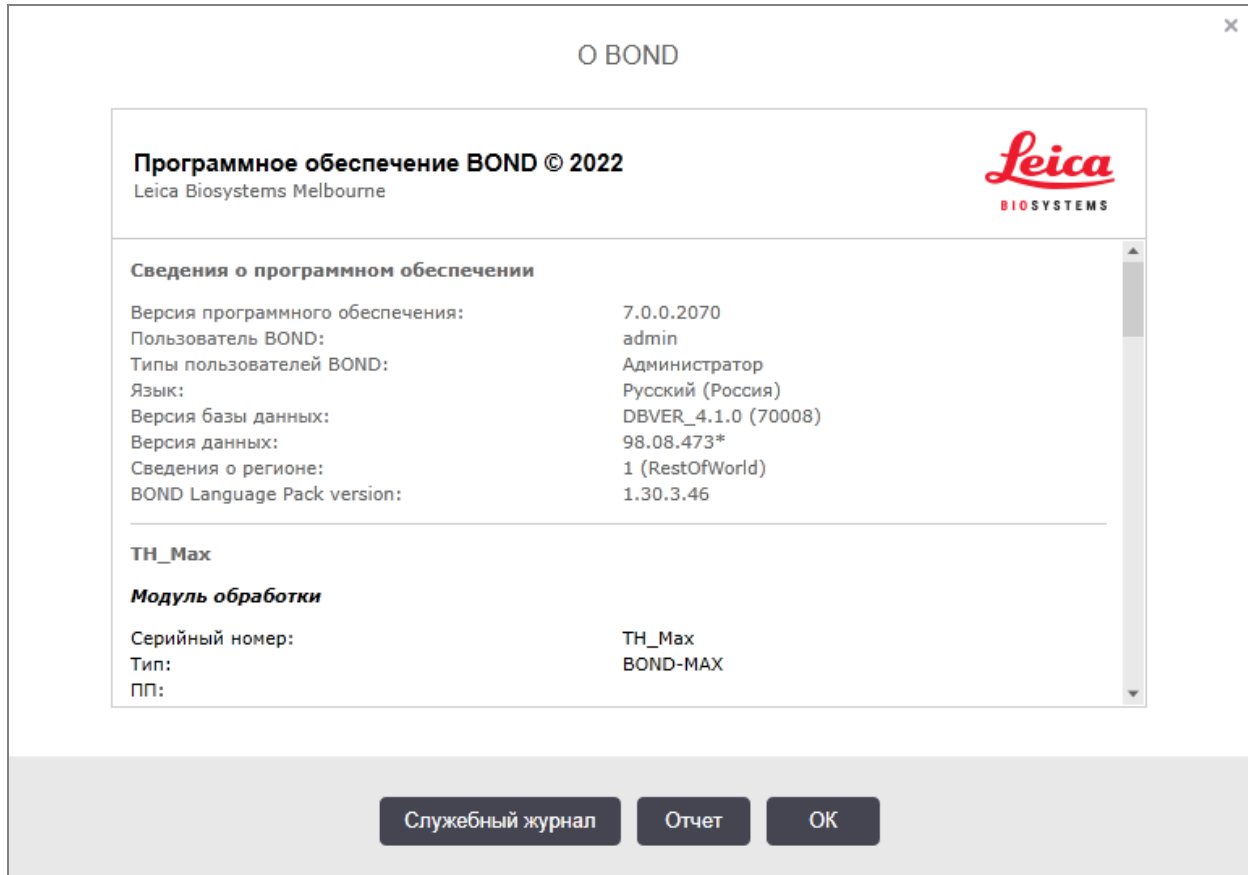 ×
О BOND
Программное обеспечение BOND © 2022
Leica Biosystems Melbourne
Leica
BIOSYSTEMS
Сведения о программном обеспечении
Версия программного обеспечения: 7.0.0.2070
Пользователь BOND: admin
Типы пользователей BOND: Администратор
Язык: Русский (Россия)
Версия базы данных: DBVER_4.1.0 (70008)
Версия данных: 98.08.473*
Сведения о регионе: 1 (RestOfWorld)
BOND Language Pack version: 1.30.3.46
TH_Max
Модуль обработки
Серийный номер: TH_Max
Тип: BOND-MAX
ПП:
Служебный журнал Отчет ОК